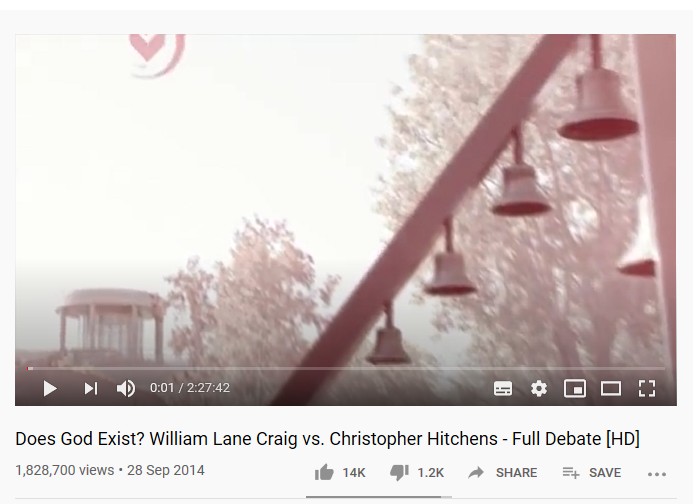 0:01 / 2:27:42
Does God Exist? William Lane Craig vs. Christopher Hitchens - Full Debate [HD]
1,828,700 views • 28 Sep 2014 14K 1.2K SHARE SAVE